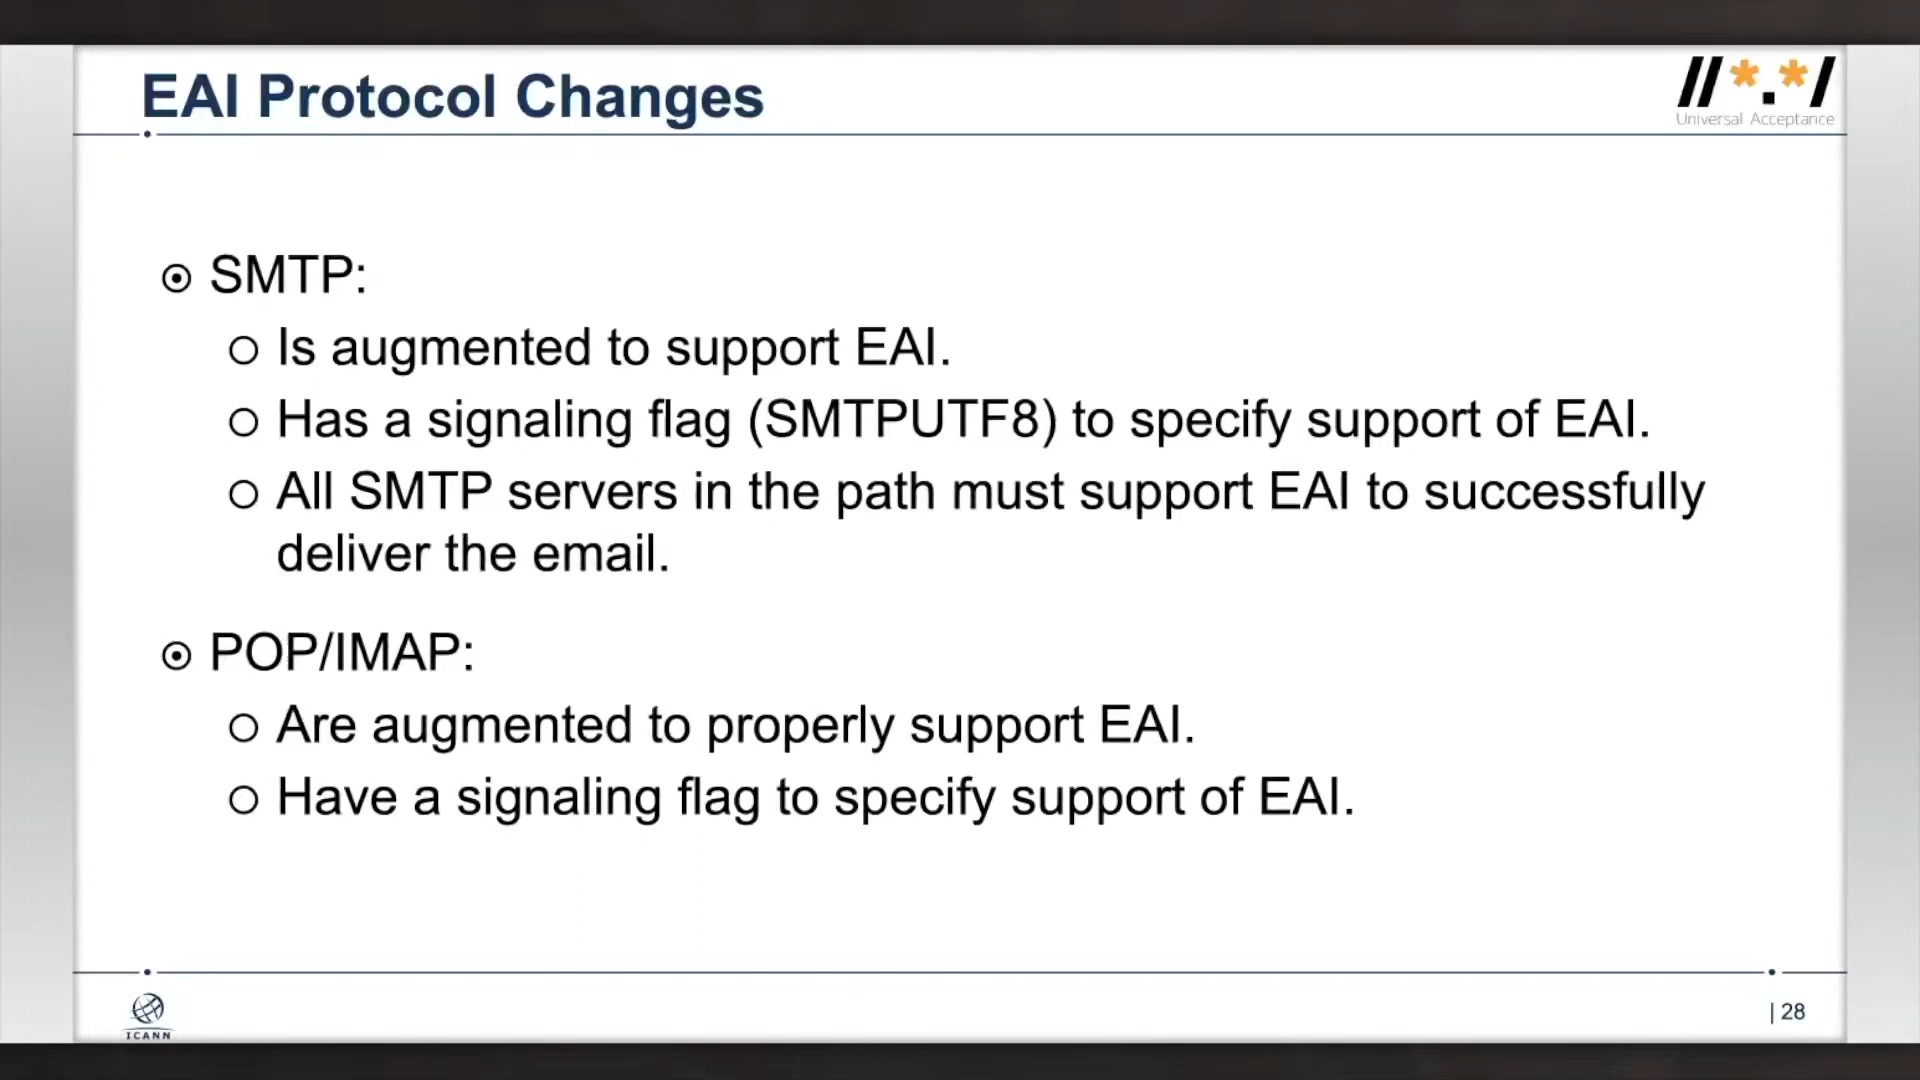 EAI Protocol Changes
//*.*/
Universal Acceptance
SMTP:
Is augmented to support EAI.
Has a signaling flag (SMTPUTF8) to specify support of EAI.
All SMTP servers in the path must support EAI to successfully
deliver the email.
POP/IMAP:
Are augmented to properly support EAI.
Have a signaling flag to specify support of EAI.
ICANN
| 28